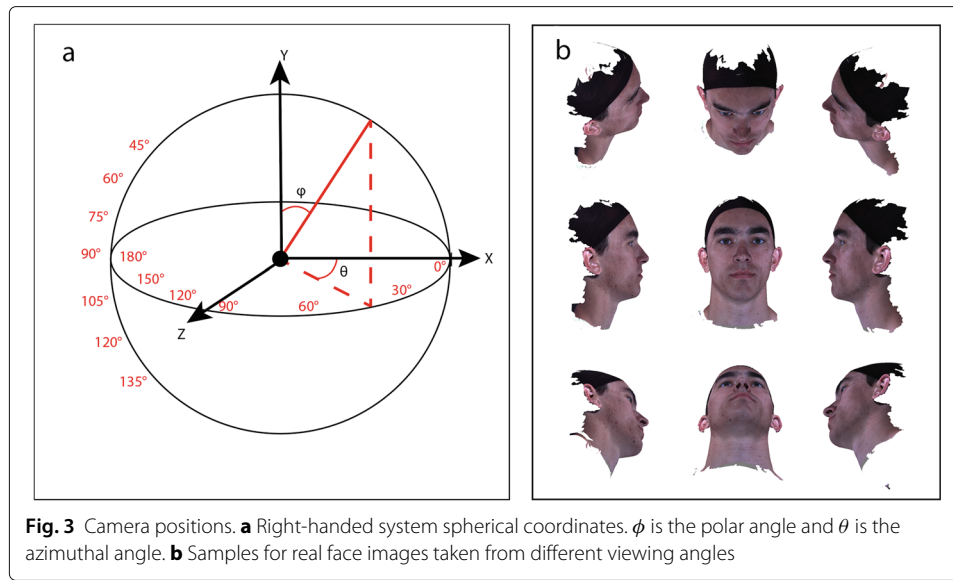 a
Y
45°
60°
φ
75°
90°
180°
X
0°
θ
150°
30°
105°
120°
90°
60°
Z
120°
135°
b
Fig. 3 Camera positions. a Right-handed system spherical coordinates. ϕ is the polar angle and θ is the
azimuthal angle. b Samples for real face images taken from different viewing angles